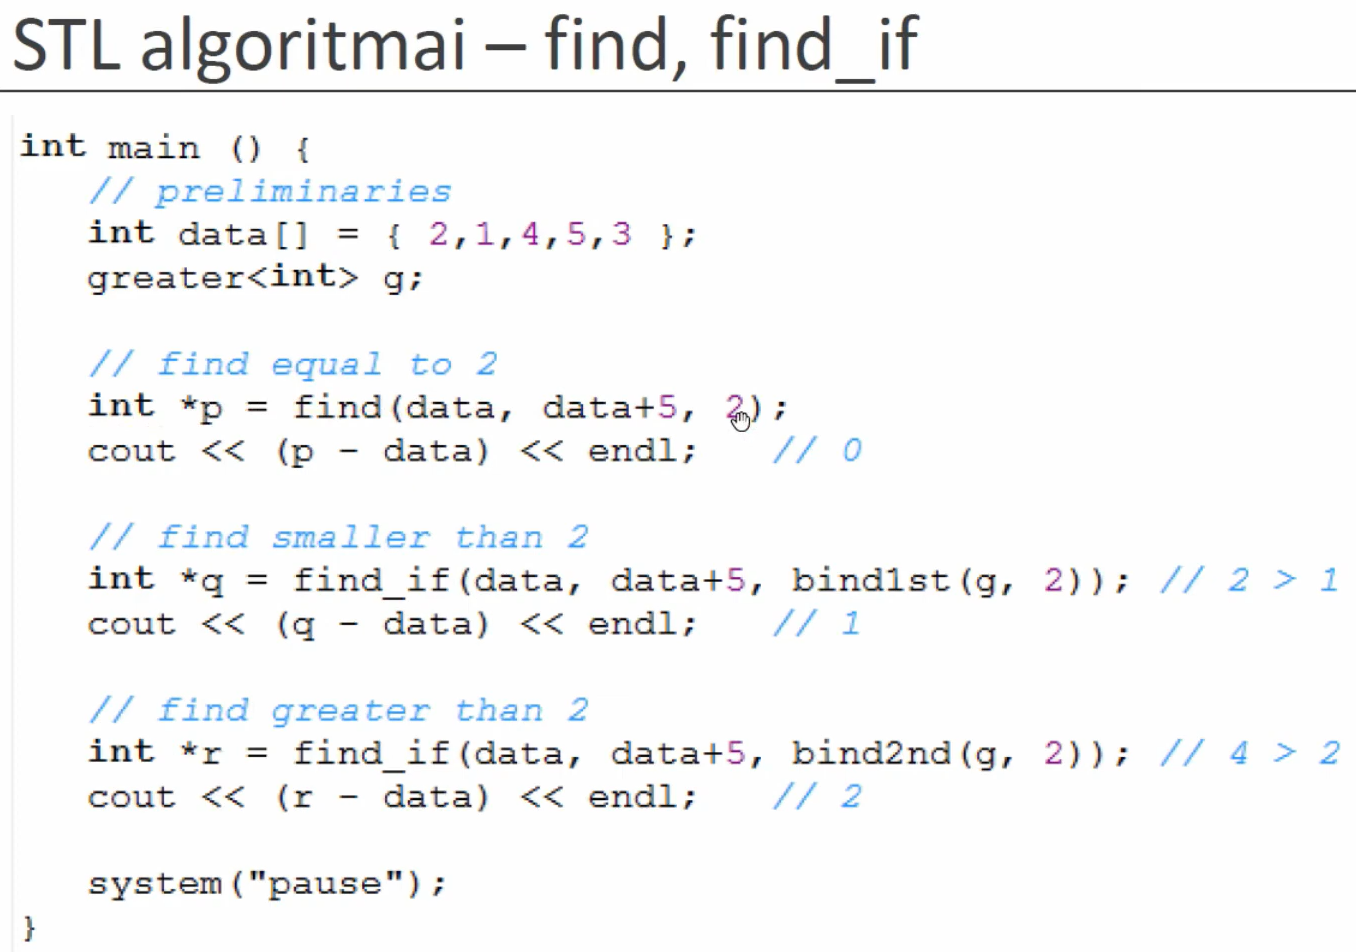 STL algoritmai – find, find_if
int main () {
// preliminaries
int data[] = { 2,1,4,5,3 };
greater<int> g;
// find equal to 2
int *p = find(data, data+5, 2);
cout << (p - data) << endl; // 0
// find smaller than 2
int *q = find_if(data, data+5, bind1st(g, 2)); // 2 > 1
cout << (q - data) << endl; // 1
// find greater than 2
int *r = find_if(data, data+5, bind2nd(g, 2)); // 4 > 2
cout << (r - data) << endl; // 2
system("pause");
}